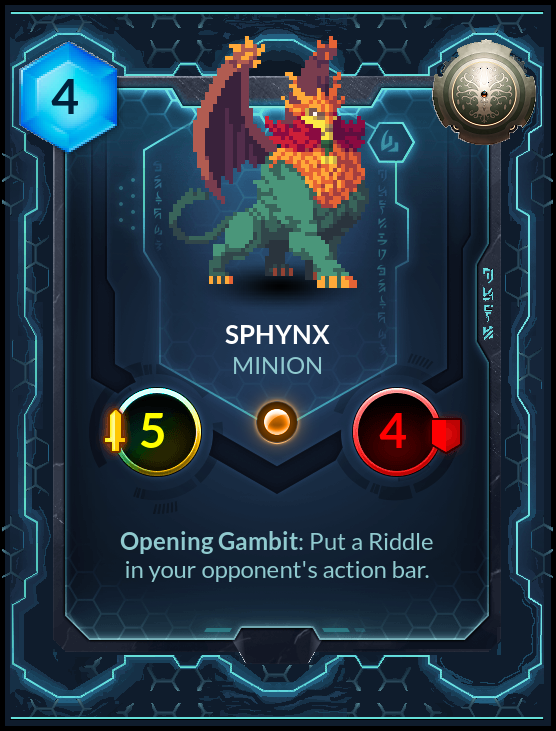 4
SPHYNX
MINION
5
4
Opening Gambit: Put a Riddle
in your opponent's action bar.